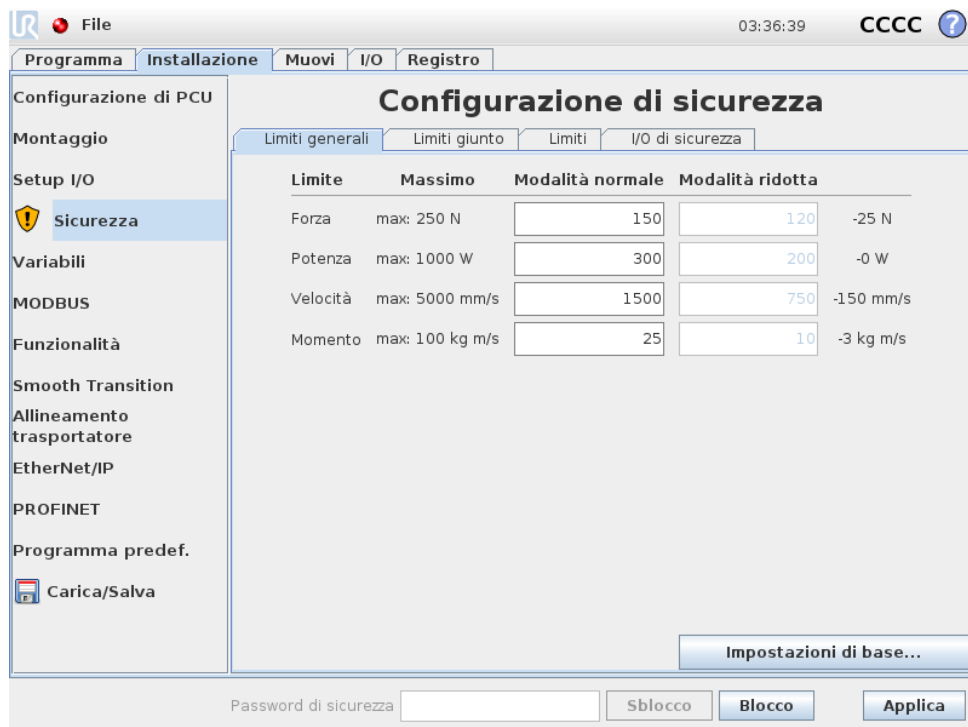 UR File 03:36:39 CCCC ?
Programma Installazione Muovi I/O Registro
Configurazione di PCU
Montaggio
Setup I/O
Sicurezza
Variabili
MODBUS
Funzionalità
Smooth Transition
Allineamento
trasportatore
EtherNet/IP
PROFINET
Programma predef.
Carica/Salva
Configurazione di sicurezza
Limiti generali Limiti giunto Limiti I/O di sicurezza
Limite Massimo Modalità normale Modalità ridotta
Forza max: 250 N 150 120 -25 N
Potenza max: 1000 W 300 200 -0 W
Velocità max: 5000 mm/s 1500 750 -150 mm/s
Momento max: 100 kg m/s 25 10 -3 kg m/s
Impostazioni di base...
Password di sicurezza Sblocco Blocco Applica